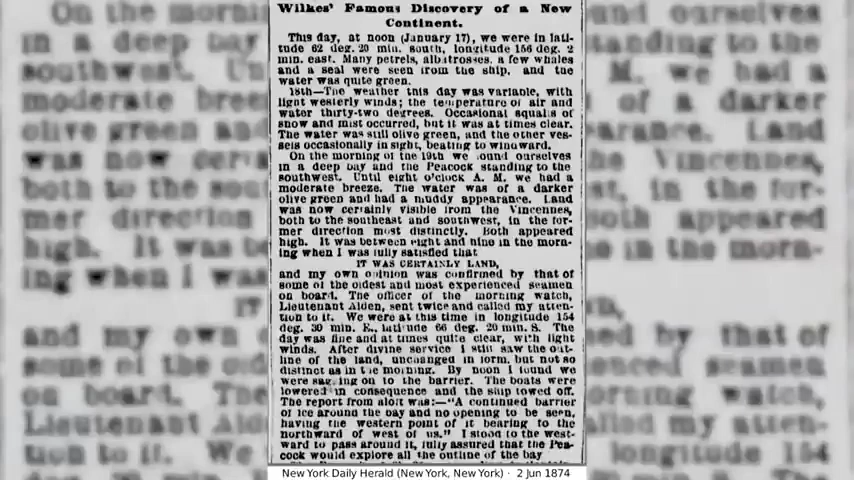 Wilkes' Famous Discovery of a New
Continent.
This day, at noon (January 17), we were in lati-
tude 62 deg. 20 min. south, longitude 156 deg. 2
min. east. Many petrels, albatrosses, a few whales
and a seal were seen from the ship, and the
water was quite green.
18th—The weather this day was variable, with
light westerly winds; the temperature of air and
water thirty-two degrees. Occasional squalls of
snow and mist occurred, but it was at times clear.
The water was still olive green, and the other ves-
sels occasionally in sight, beating to windward.
On the morning of the 19th we found ourselves
in a deep bay and the Peacock standing to the
southwest. Until eight o'clock A. M. we had a
moderate breeze. The water was of a darker
olive green and had a muddy appearance. Land
was now certainly visible from the Vincennes,
both to the southeast and southwest, in the for-
mer direction most distinctly. Both appeared
high. It was between eight and nine in the morn-
ing when I was fully satisfied that
IT WAS CERTAINLY LAND,
and my own opinion was confirmed by that of
some of the oldest and most experienced seamen
on board. The officer of the morning watch,
Lieutenant Alden, sent twice and called my atten-
tion to it. We were at this time in longitude 154
deg. 30 min. E., latitude 66 deg. 20 min. S. The
day was fine and at times quite clear, with light
winds. After divine service I still saw the out-
line of the land, unchanged in form, but not so
distinct as in the morning. By noon I found we
were sagging on to the barrier. The boats were
lowered in consequence and the ship towed off.
The report from aloft was:—"A continued barrier
of ice around the bay and no opening to be seen,
having the western point of it bearing to the
northward of west of us." I stood to the west-
ward to pass around it, fully assured that the Pea-
cock would explore all the outline of the bay
New York Daily Herald (New York, New York) · 2 Jun 1874